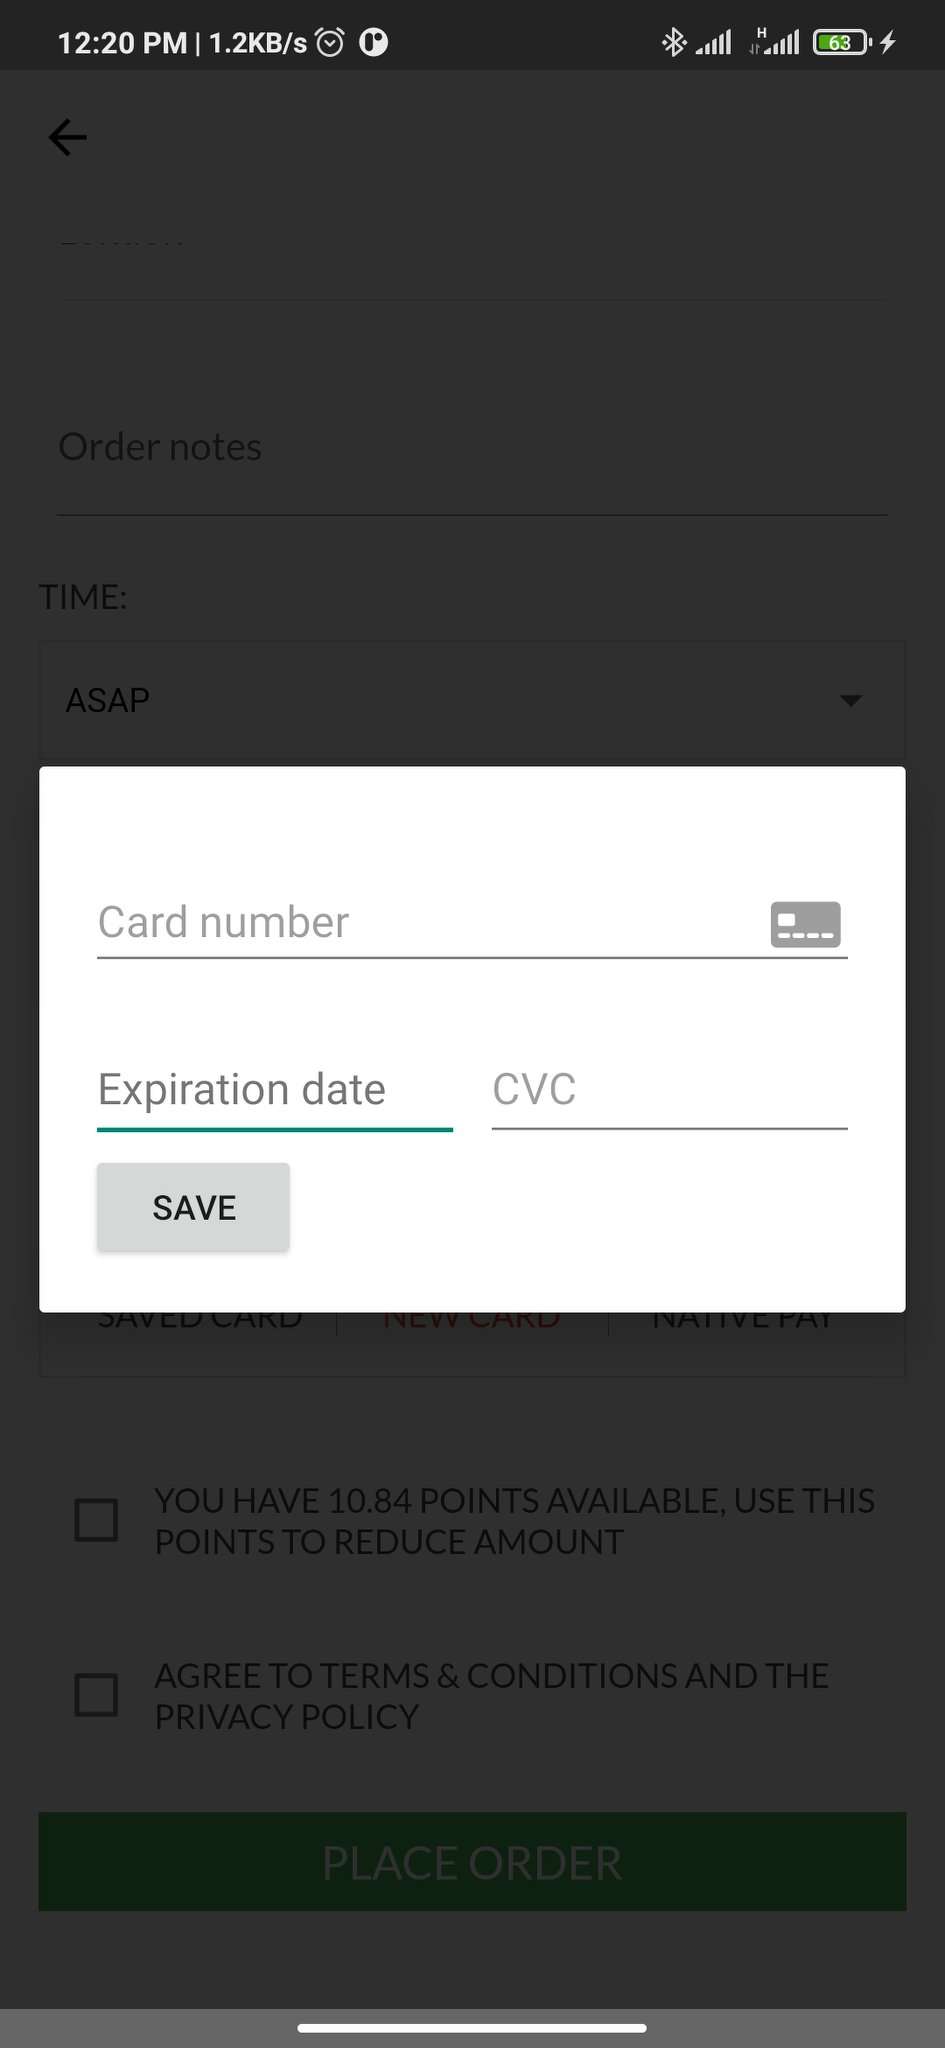 12:20 PM | 1.2KB/s
H
63
Order notes
TIME:
ASAP
Card number
Expiration date
CVC
SAVE
SAVED CARD
NEW CARD
NATIVE PAY
YOU HAVE 10.84 POINTS AVAILABLE, USE THIS
POINTS TO REDUCE AMOUNT
AGREE TO TERMS & CONDITIONS AND THE
PRIVACY POLICY
PLACE ORDER